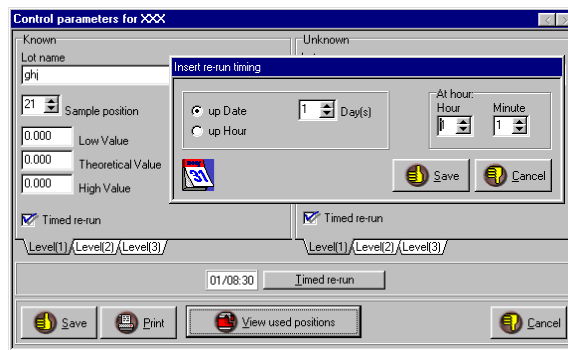 Control parameters for XXX
Known
Unknown
Lot name
ghj
21 Sample position
0.000 Low Value
0.000 Theoretical Value
0.000 High Value
Timed re-run
Level(1) Level(2) Level(3)
Insert re-run timing
up Date
up Hour
1 Day(s)
At hour:
Hour Minute
1
31
Save Cancel
Timed re-run
Level(1) Level(2) Level(3)
01/08:30 Timed re-run
Save Print View used positions Cancel